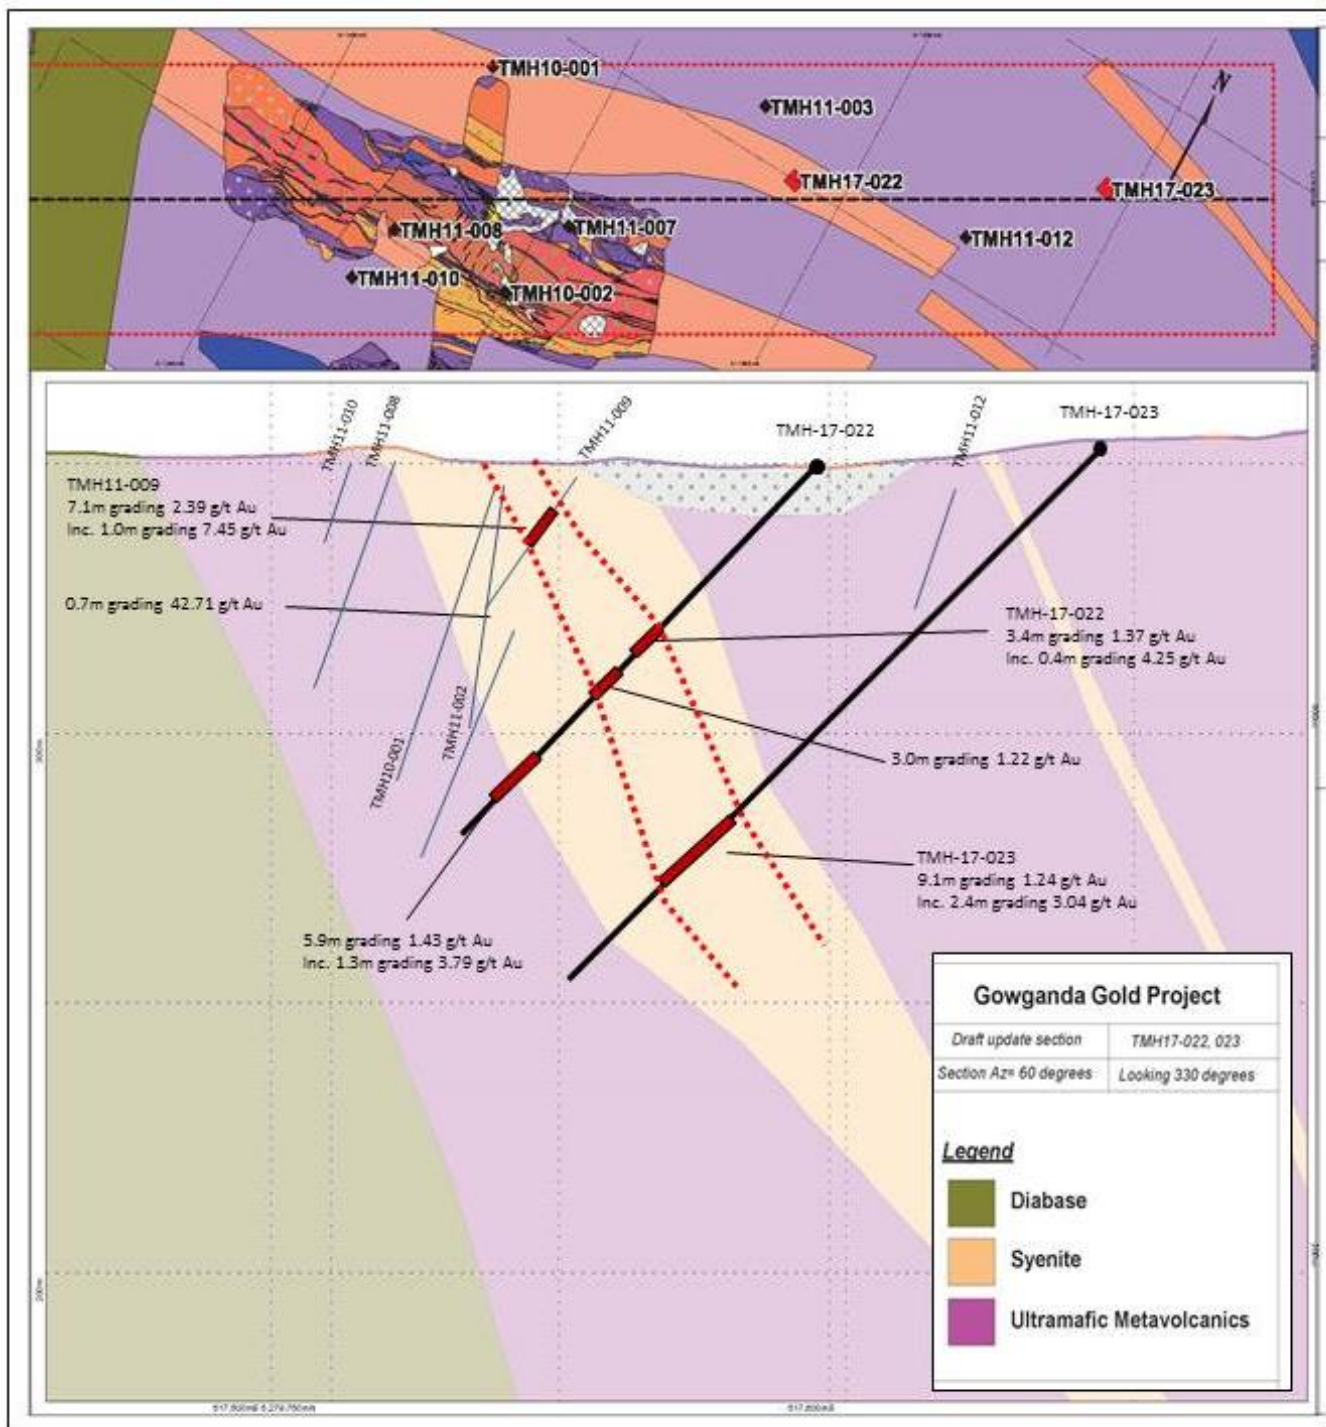 TMH10-001
TMH11-003
N
TMH17-022
TMH17-023
TMH11-008
TMH11-007
TMH11-012
TMH11-010
TMH10-002
TMH11-010
TMH11-008
TMH11-009
TMH-17-022
TMH11-012
TMH-17-023
TMH11-009
7.1m grading 2.39 g/t Au
Inc. 1.0m grading 7.45 g/t Au
0.7m grading 42.71 g/t Au
TMH-17-022
3.4m grading 1.37 g/t Au
Inc. 0.4m grading 4.25 g/t Au
TMH10-001
TMH11-002
3.0m grading 1.22 g/t Au
TMH-17-023
9.1m grading 1.24 g/t Au
Inc. 2.4m grading 3.04 g/t Au
5.9m grading 1.43 g/t Au
Inc. 1.3m grading 3.79 g/t Au
Gowganda Gold Project
Draft update section TMH17-022, 023
Section Az= 60 degrees Looking 330 degrees
Legend
Diabase
Syenite
Ultramafic Metavolcanics